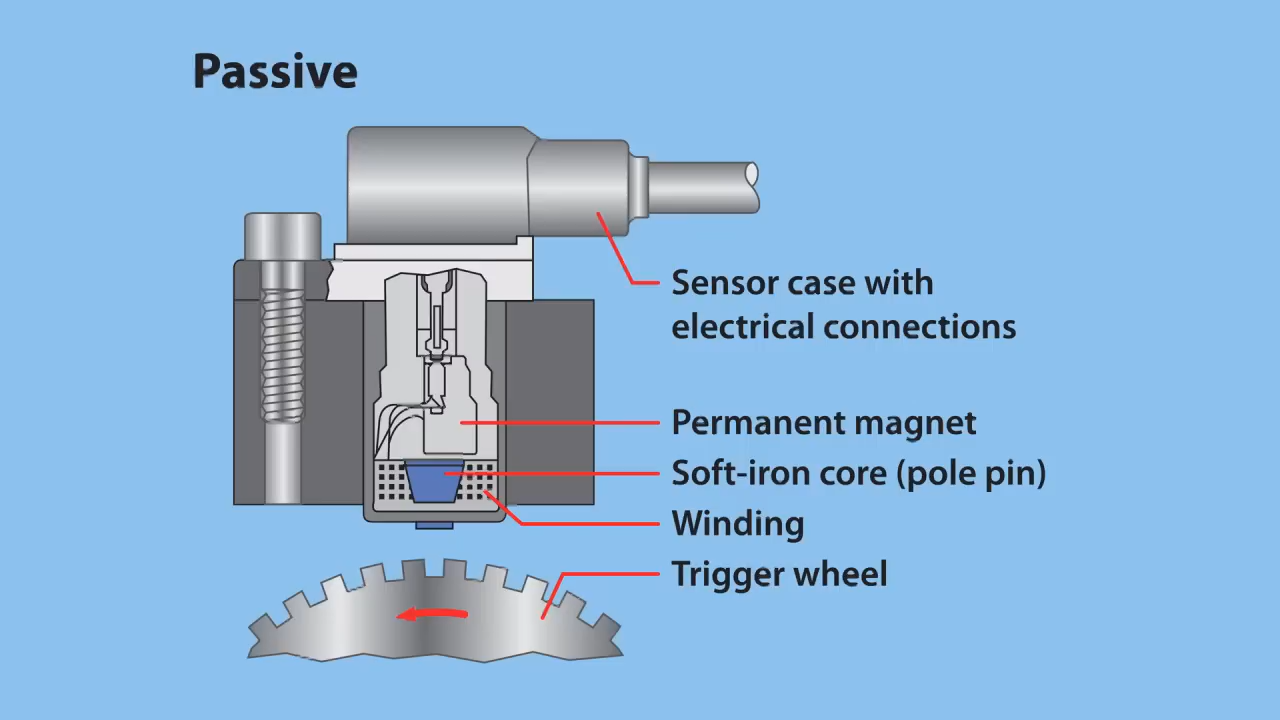 Passive
Sensor case with
electrical connections
Permanent magnet
Soft-iron core (pole pin)
Winding
Trigger wheel